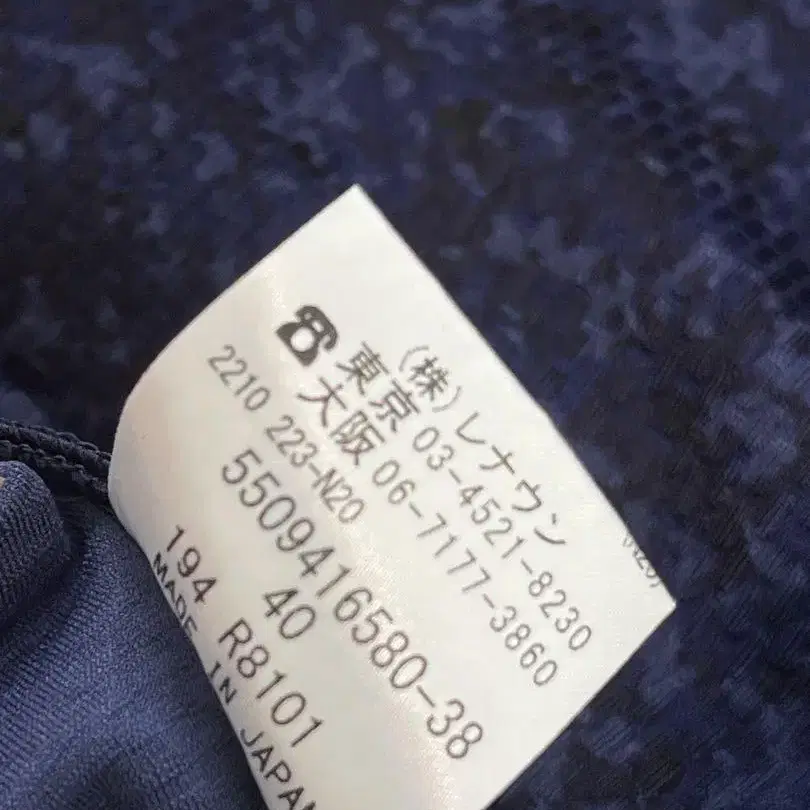 (株)レナウン
☎ 東京 03-4521-8230
大阪 06-7177-3860
2210 223-N20
5509416580-38
40
194 R8101
MADE IN JAPAN